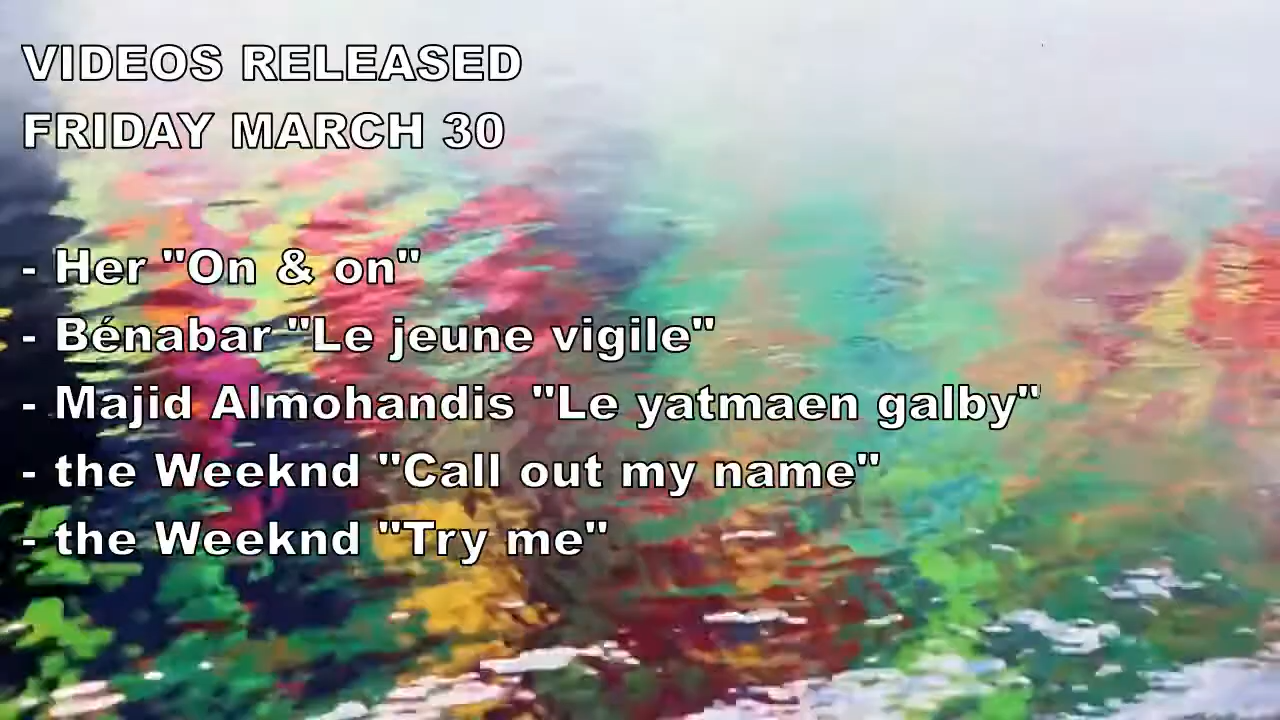 VIDEOS RELEASED
FRIDAY MARCH 30
- Her "On & on"
- Bénabar "Le jeune vigile"
- Majid Almohandis "Le yatmaen galby"
- the Weeknd "Call out my name"
- the Weeknd "Try me"